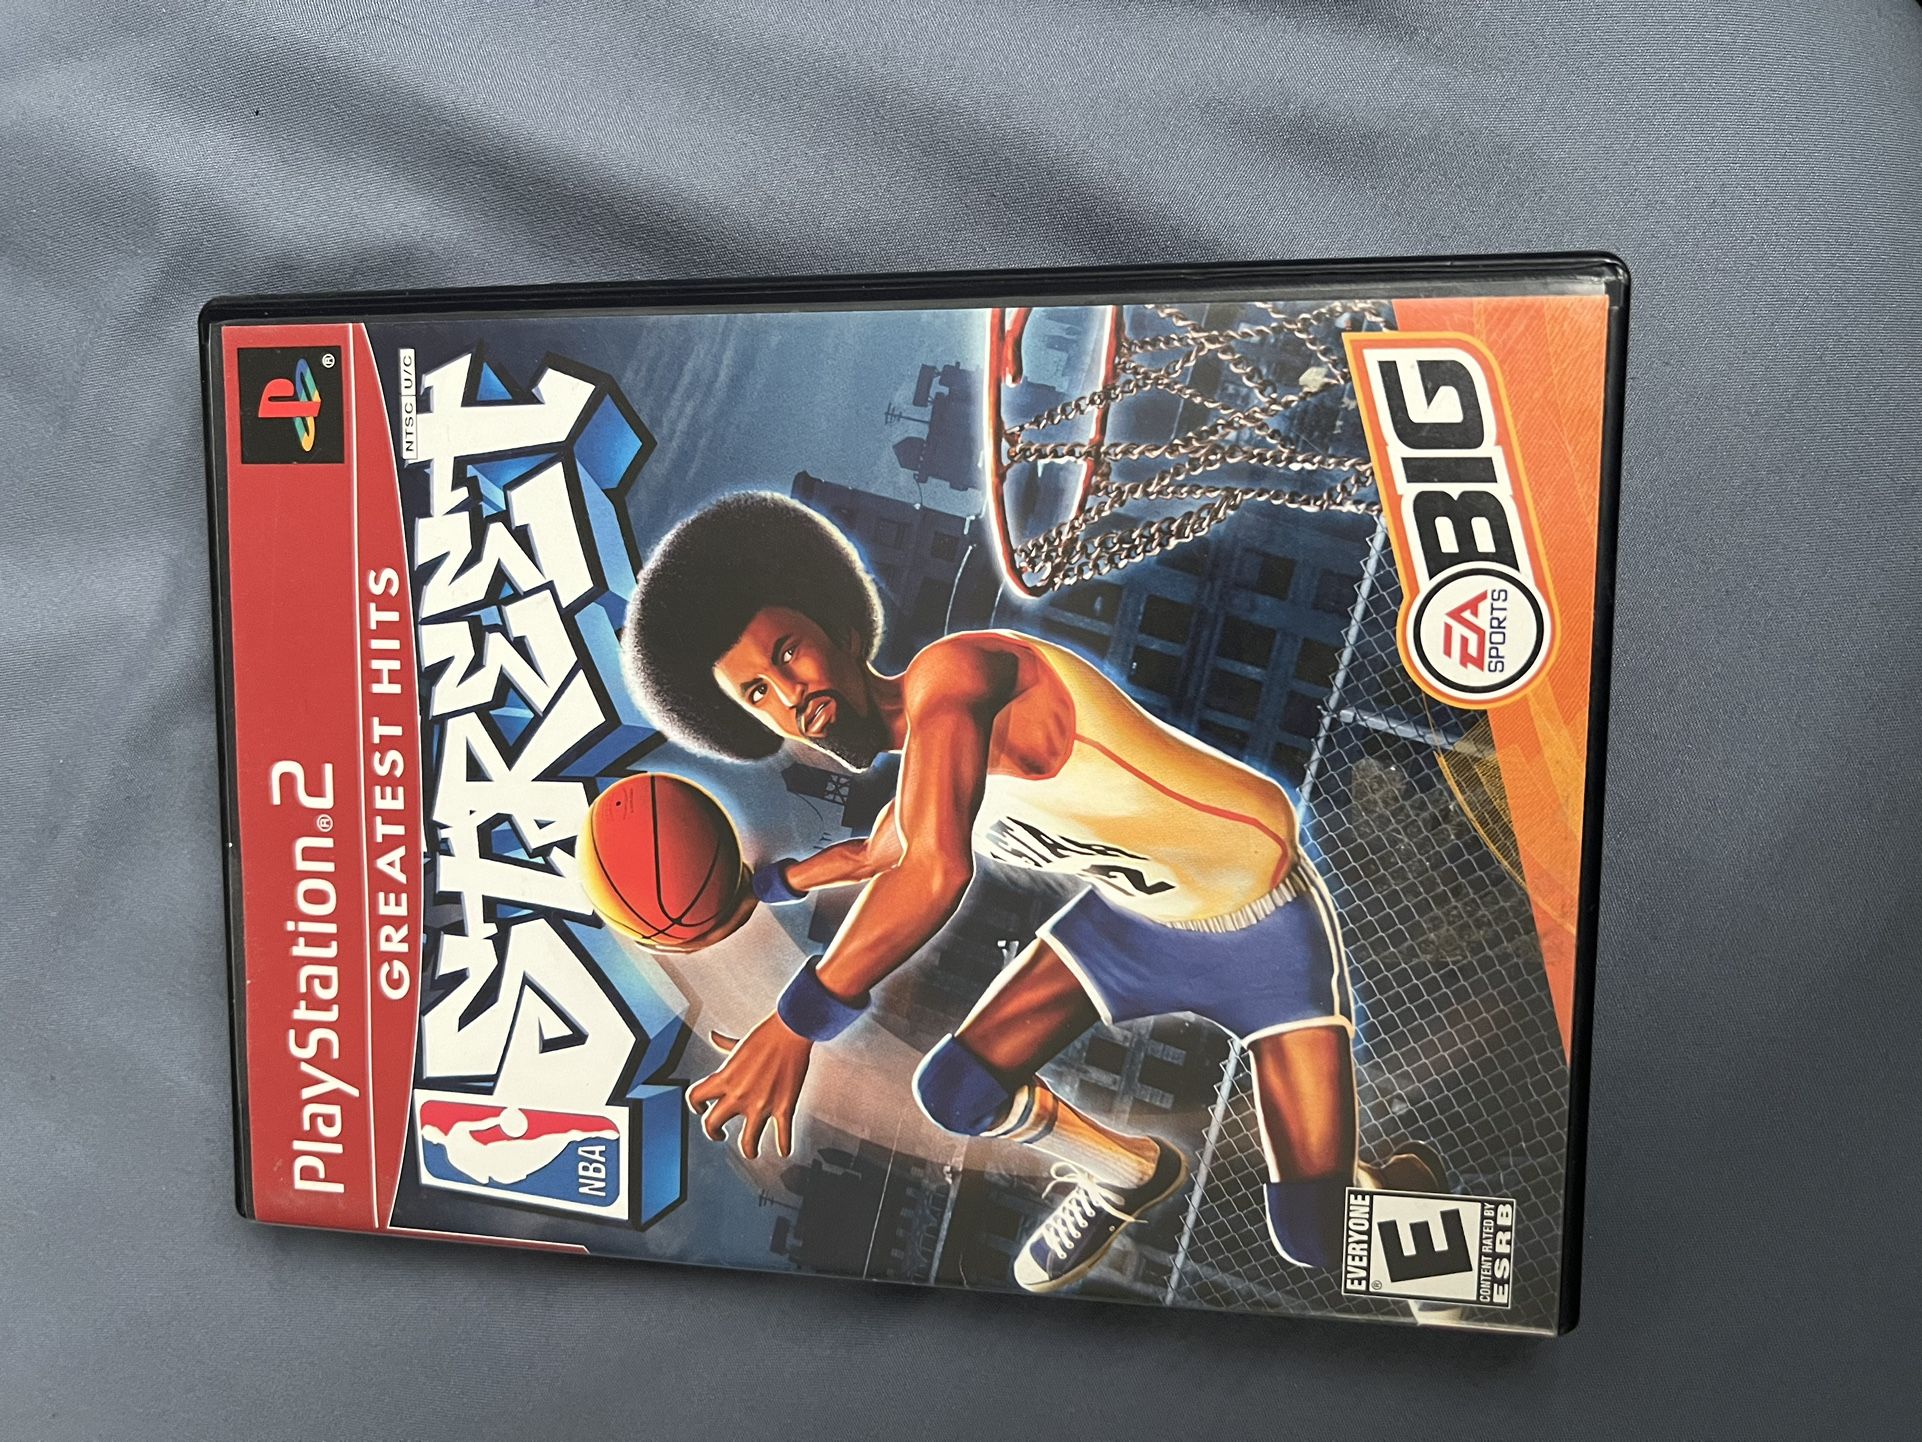 PlayStation®2
®
GREATEST HITS
NTSC U/C
NBA
STREET
EVERYONE
E
®
CONTENT RATED BY
ESRB
EA
SPORTS
BIG